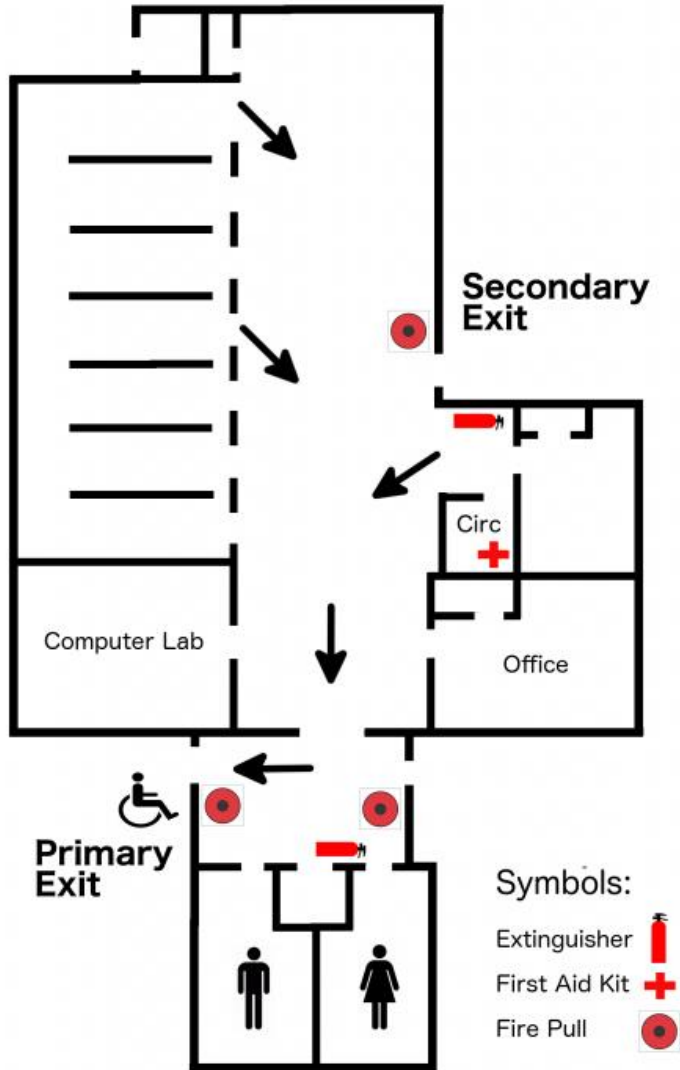 Secondary
Exit
Circ
Computer Lab
Office
Primary
Exit
Symbols:
Extinguisher
First Aid Kit
Fire Pull